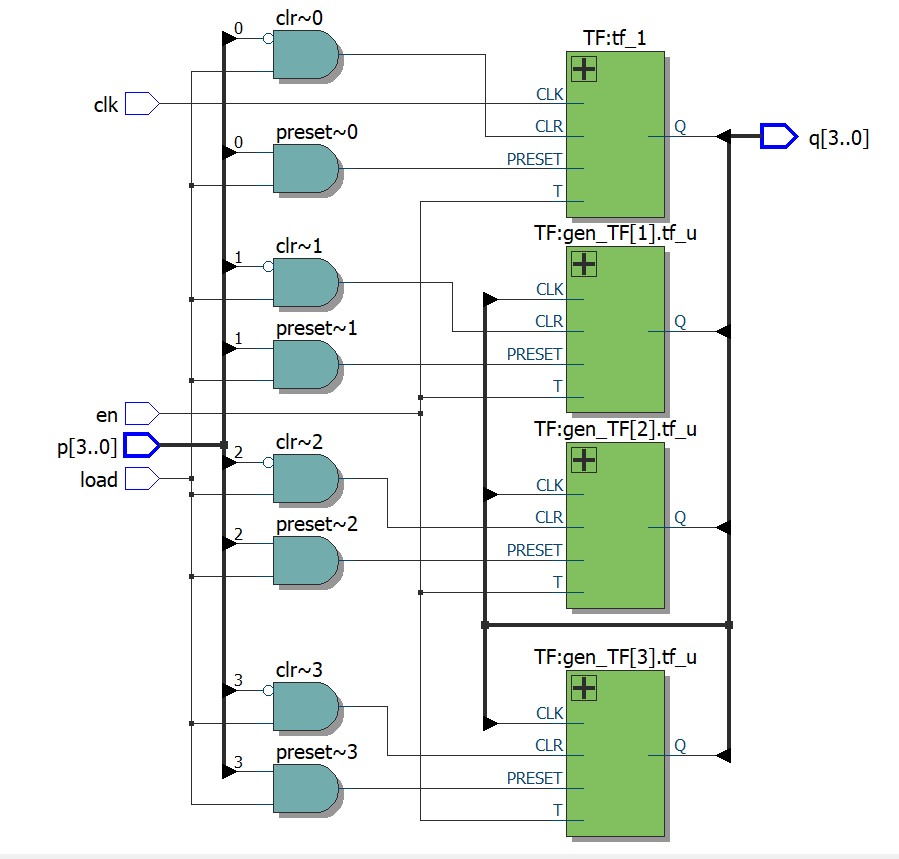 clr~0
0
TF:tf_1
clk
CLK
CLR
Q
q[3..0]
preset~0
0
PRESET
T
clr~1
1
TF:gen_TF[1].tf_u
CLK
CLR
Q
preset~1
1
PRESET
T
en
p[3..0]
load
clr~2
2
TF:gen_TF[2].tf_u
CLK
CLR
Q
preset~2
2
PRESET
T
clr~3
3
TF:gen_TF[3].tf_u
CLK
CLR
Q
preset~3
3
PRESET
T